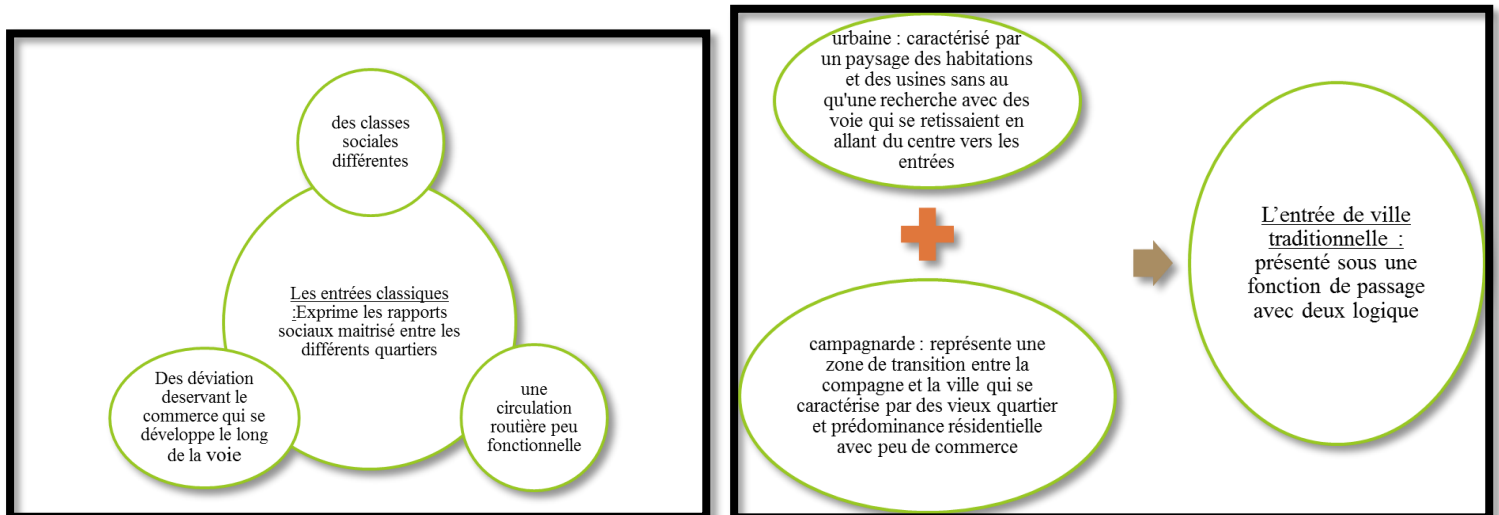 des classes
sociales
différentes
Les entrées classiques
:Exprime les rapports
sociaux maitrisé entre les
différents quartiers
Des déviation
deservant le
commerce qui se
développe le long
de la voie
une
circulation
routière peu
fonctionnelle
urbaine : caractérisé par
un paysage des habitations
et des usines sans au
qu'une recherche avec des
voie qui se retissaient en
allant du centre vers les
entrées
campagnarde : représente une
zone de transition entre la
compagne et la ville qui se
caractérise par des vieux quartier
et prédominance résidentielle
avec peu de commerce
L’entrée de ville
traditionnelle :
présenté sous une
fonction de passage
avec deux logique